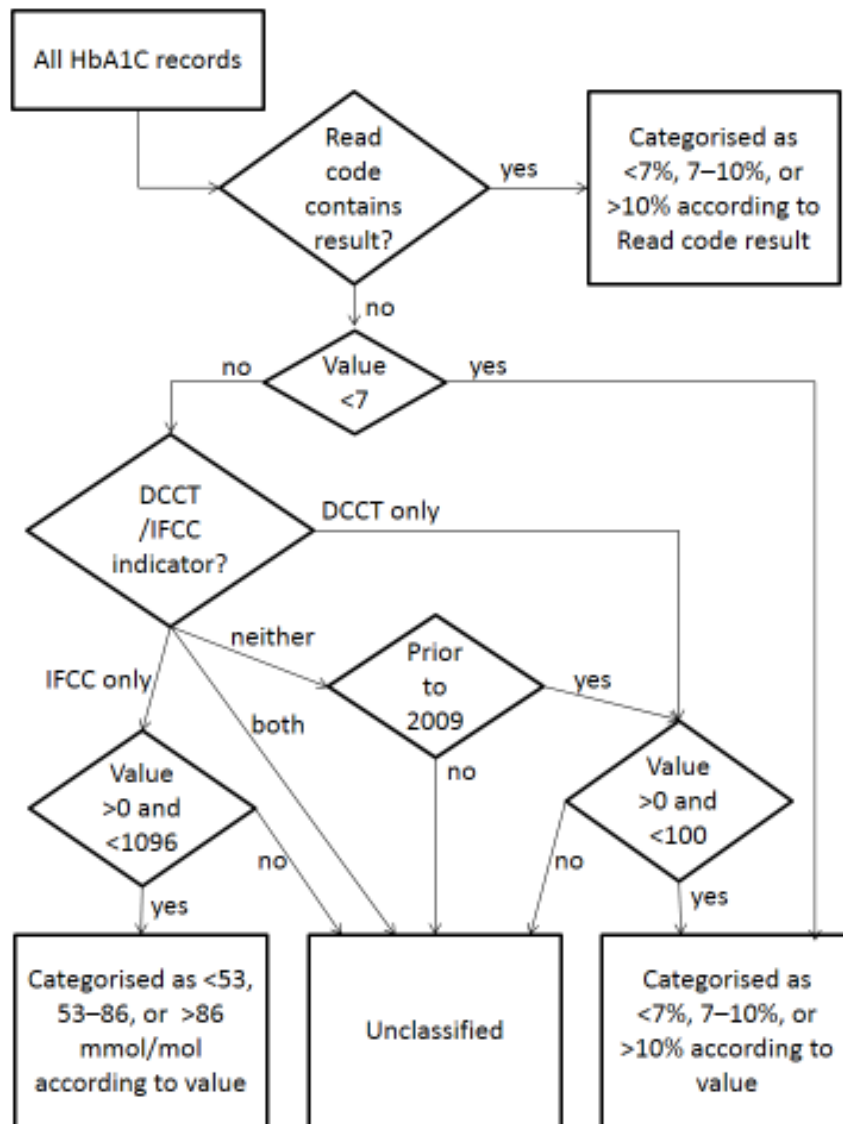 All HbA1C records
Read
code
contains
result?
yes
Categorised as
<7%, 7–10%, or
>10% according to
Read code result
no
Value
<7
no
yes
DCCT
/IFCC
indicator?
DCCT only
neither
IFCC only
both
Prior
to
2009
yes
no
Value
>0 and
<1096
no
yes
Value
>0 and
<100
no
yes
Categorised as <53,
53–86, or  >86
mmol/mol
according to value
Unclassified
Categorised as
<7%, 7–10%, or
>10% according to
value